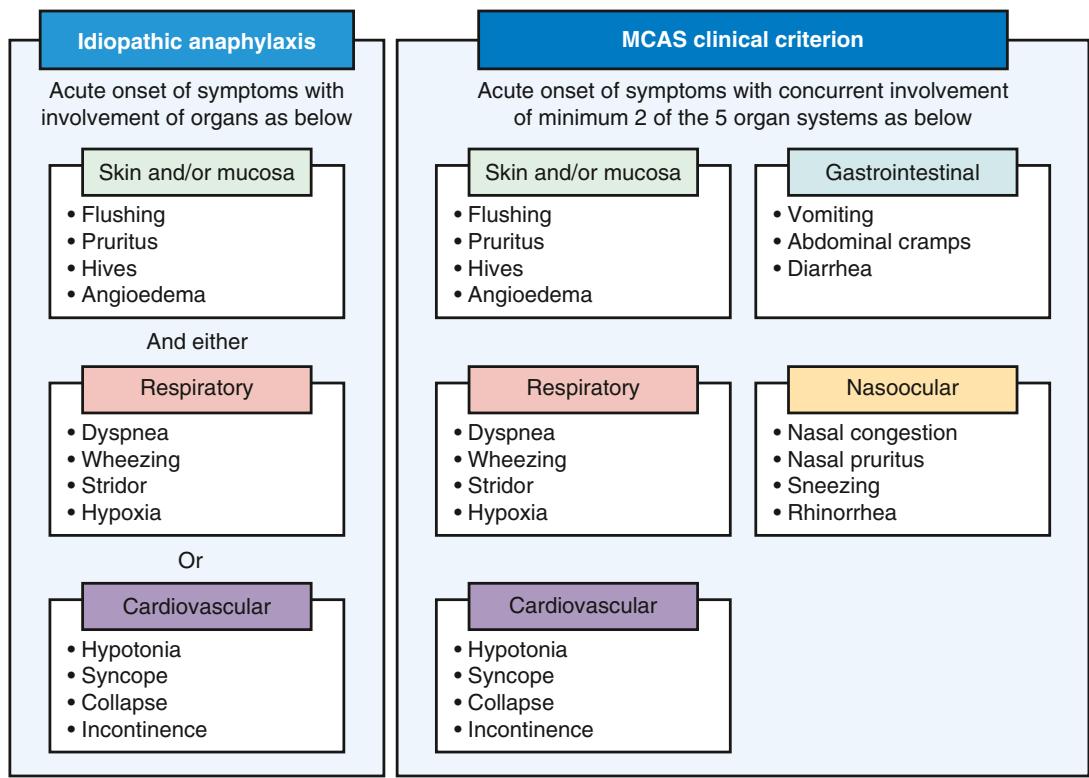 Idiopathic anaphylaxis
Acute onset of symptoms with
involvement of organs as below
Skin and/or mucosa
• Flushing
• Pruritus
• Hives
• Angioedema
And either
Respiratory
• Dyspnea
• Wheezing
• Stridor
• Hypoxia
Or
Cardiovascular
• Hypotonia
• Syncope
• Collapse
• Incontinence
MCAS clinical criterion
Acute onset of symptoms with concurrent involvement
of minimum 2 of the 5 organ systems as below
Skin and/or mucosa
• Flushing
• Pruritus
• Hives
• Angioedema
Gastrointestinal
• Vomiting
• Abdominal cramps
• Diarrhea
Respiratory
• Dyspnea
• Wheezing
• Stridor
• Hypoxia
Nasoocular
• Nasal congestion
• Nasal pruritus
• Sneezing
• Rhinorrhea
Cardiovascular
• Hypotonia
• Syncope
• Collapse
• Incontinence